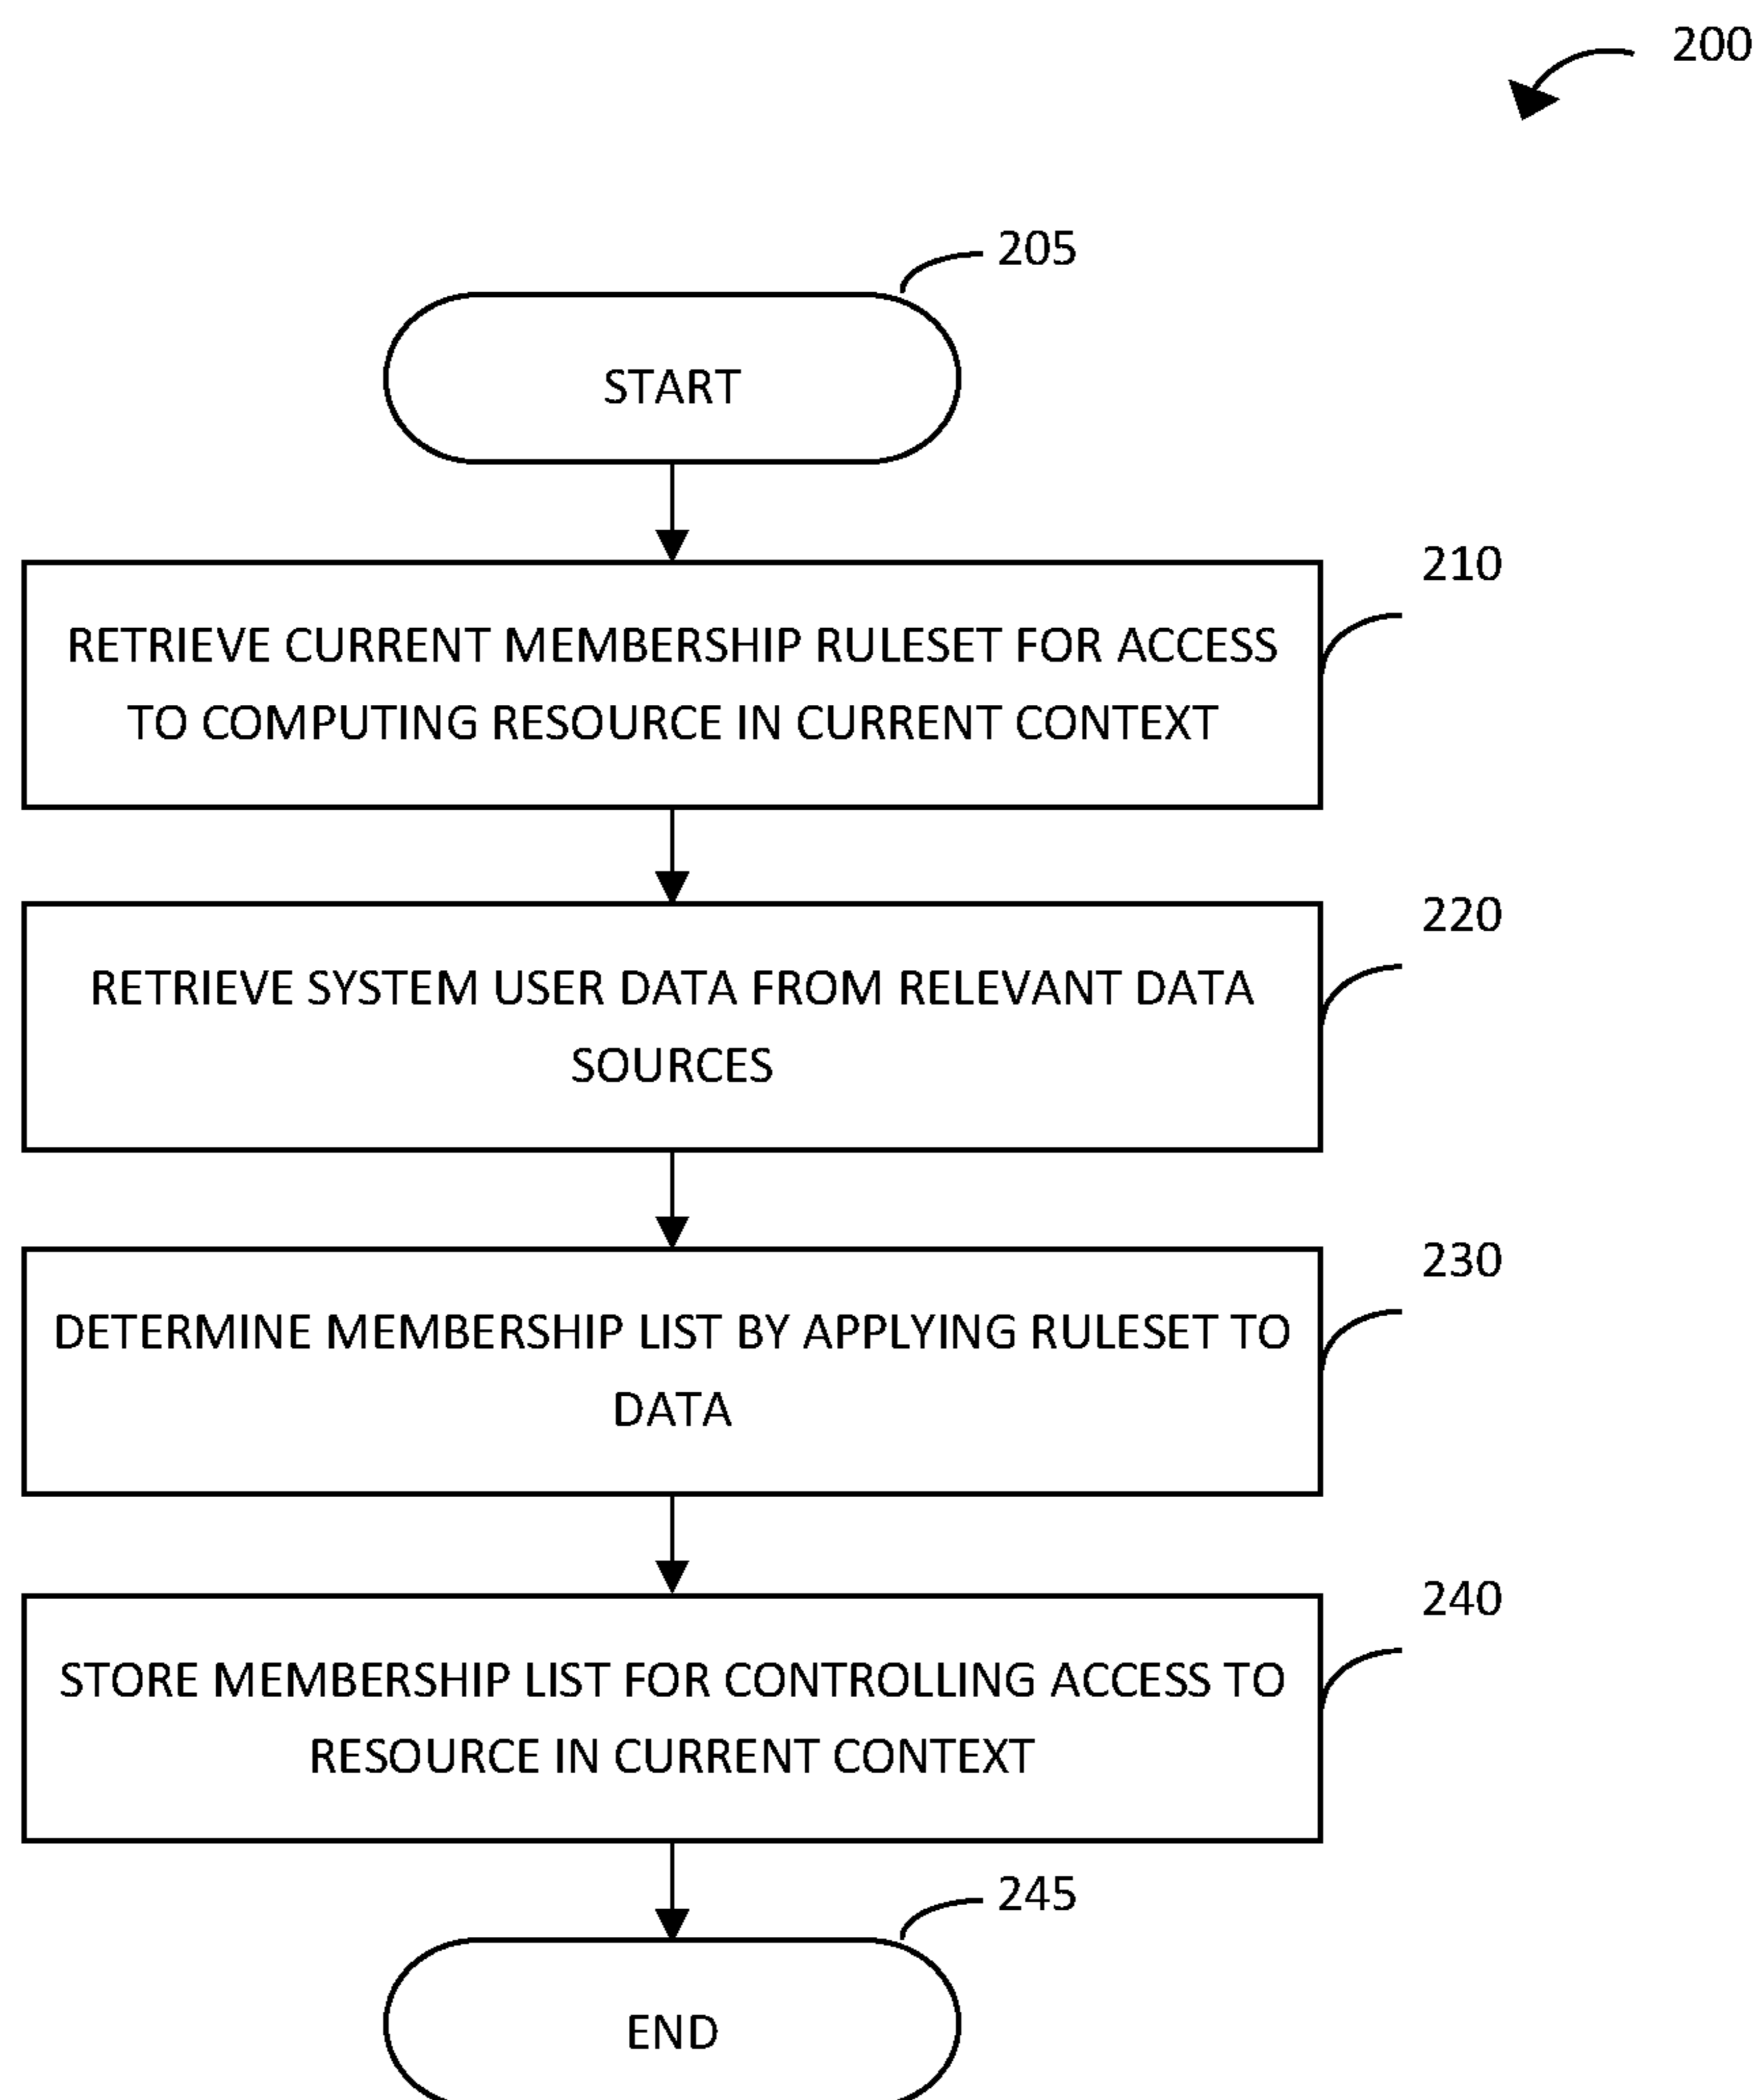 200
205
START
210
RETRIEVE CURRENT MEMBERSHIP RULESET FOR ACCESS
TO COMPUTING RESOURCE IN CURRENT CONTEXT
220
RETRIEVE SYSTEM USER DATA FROM RELEVANT DATA
SOURCES
230
DETERMINE MEMBERSHIP LIST BY APPLYING RULESET TO
DATA
240
STORE MEMBERSHIP LIST FOR CONTROLLING ACCESS TO
RESOURCE IN CURRENT CONTEXT
245
END